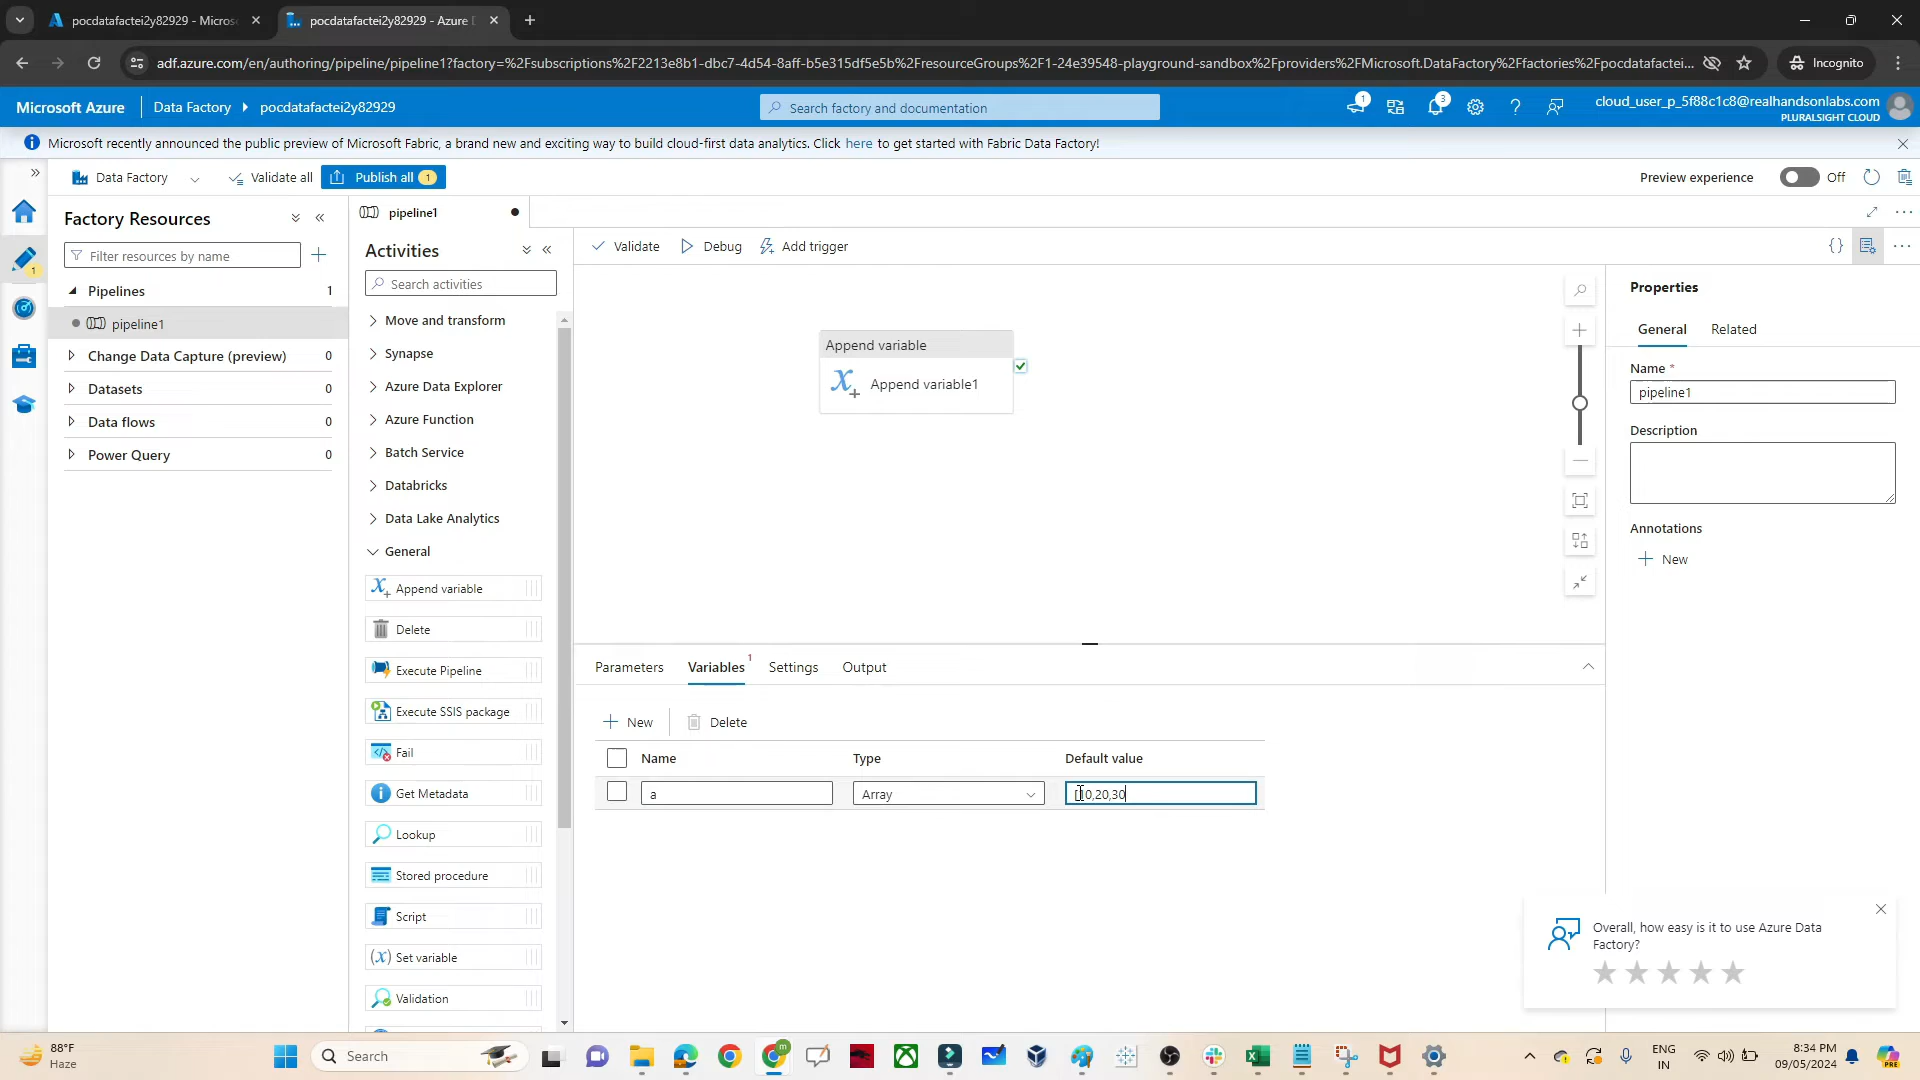 pocdatafactei2y82929 - Micros
pocdatafactei2y82929 - Azure D
adf.azure.com/en/authoring/pipeline/pipeline1?factory=%2Fsubscriptions%2F2213e8b1-dbc7-4d54-8aff-b5e315df5e5b%2FresourceGroups%2F1-24e39548-playground-sandbox%2Fproviders%2FMicrosoft.DataFactory%2Ffactories%2Fpocdatafactei...
Incognito
Microsoft Azure
Data Factory
pocdatafactei2y82929
Search factory and documentation
1
3
cloud_user_p_5f88c1c8@realhandsonlabs.com
PLURALSIGHT CLOUD
Microsoft recently announced the public preview of Microsoft Fabric, a brand new and exciting way to build cloud-first data analytics. Click here to get started with Fabric Data Factory!
Data Factory
Validate all
Publish all 1
Preview experience
Off
Factory Resources
Filter resources by name
1
Pipelines 1
pipeline1
Change Data Capture (preview) 0
Datasets 0
Data flows 0
Power Query 0
pipeline1
Activities
Search activities
Move and transform
Synapse
Azure Data Explorer
Azure Function
Batch Service
Databricks
Data Lake Analytics
General
Append variable
Delete
Execute Pipeline
Execute SSIS package
Fail
Get Metadata
Lookup
Stored procedure
Script
Set variable
Validation
Validate
Debug
Add trigger
Append variable
Append variable1
Parameters
Variables 1
Settings
Output
New
Delete
Name Type Default value
a Array [10,20,30
Properties
General
Related
Name *
pipeline1
Description
Annotations
New
Overall, how easy is it to use Azure Data
Factory?
88°F
Haze
Search
m
ENG
IN
8:34 PM
09/05/2024
PRE